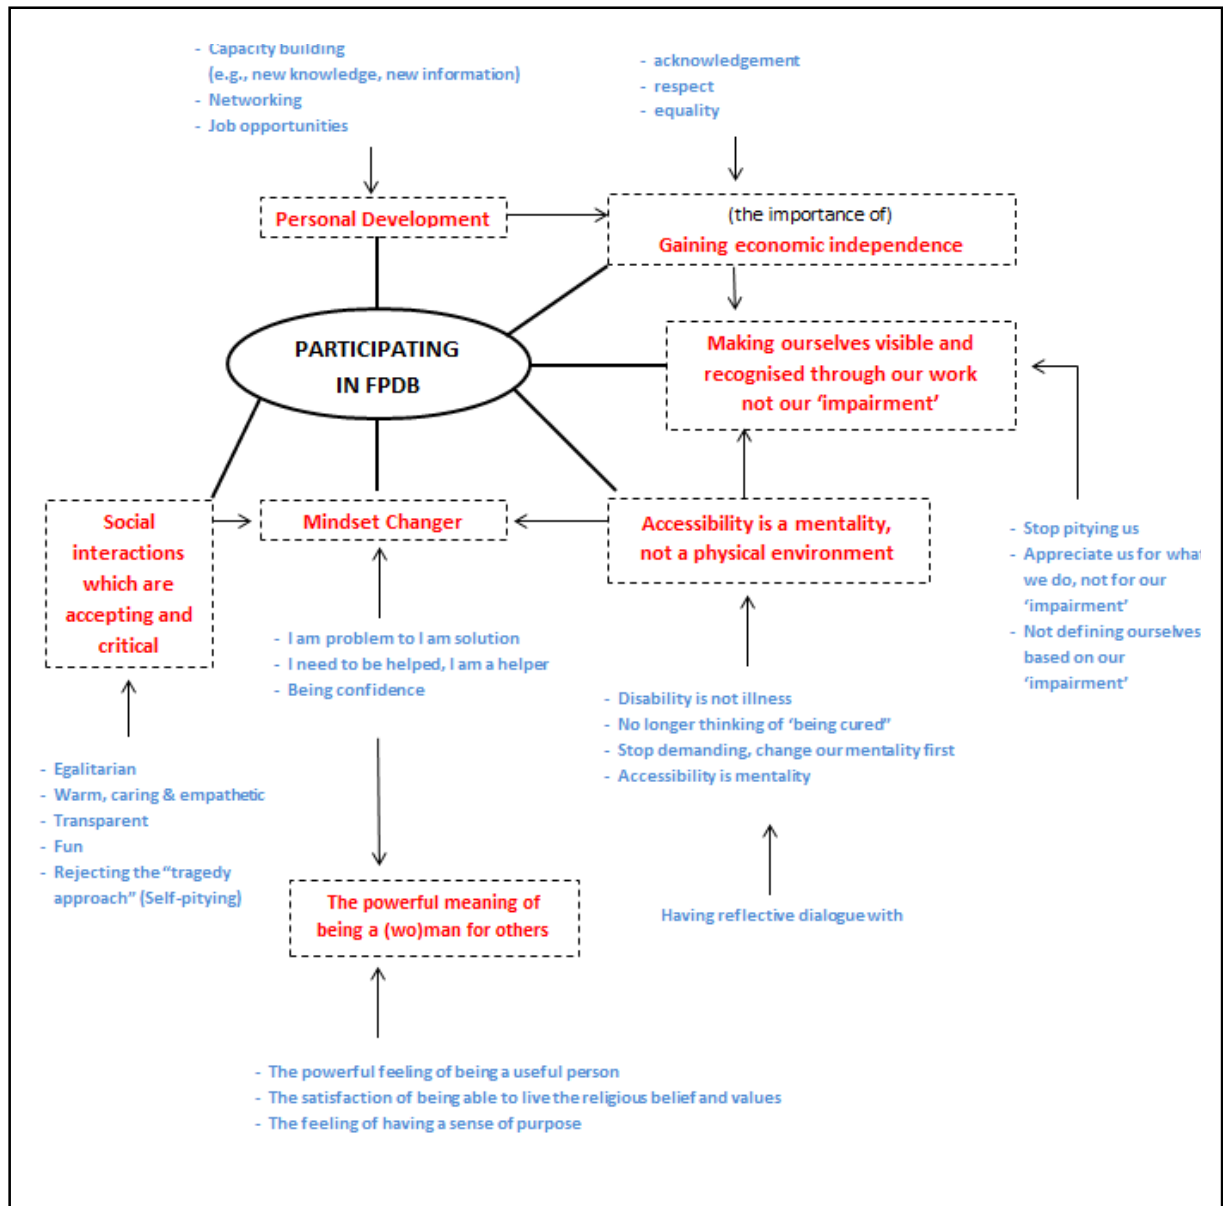 - Capacity building
(e.g., new knowledge, new information)
- Networking
- Job opportunities
- acknowledgement
- respect
- equality
Personal Development
(the importance of)
Gaining economic independence
PARTICIPATING
IN FPDB
Making ourselves visible and
recognised through our work
not our ‘impairment’
Social
interactions
which are
accepting and
critical
Mindset Changer
Accessibility is a mentality,
not a physical environment
- Stop pitying us
- Appreciate us for what
we do, not for our
‘impairment’
- Not defining ourselves
based on our
‘impairment’
- I am problem to I am solution
- I need to be helped, I am a helper
- Being confidence
- Disability is not illness
- No longer thinking of ‘being cured”
- Stop demanding, change our mentality first
- Accessibility is mentality
- Egalitarian
- Warm, caring & empathetic
- Transparent
- Fun
- Rejecting the “tragedy
approach” (Self-pitying)
The powerful meaning of
being a (wo)man for others
Having reflective dialogue with
- The powerful feeling of being a useful person
- The satisfaction of being able to live the religious belief and values
- The feeling of having a sense of purpose